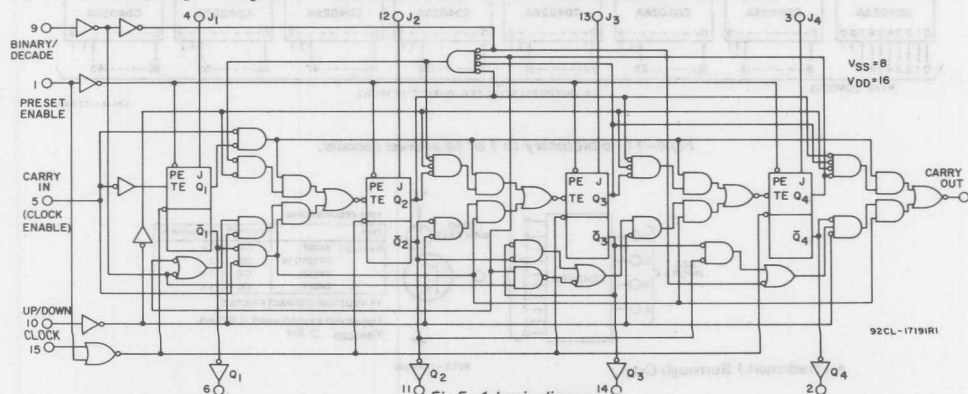 4 J1
12 J2
13 J3
3 J4
9
BINARY/
DECADE
1
PRESET
ENABLE
VSS=8
VDD=16
CARRY IN
5
(CLOCK
ENABLE)
PE J
TE Q1
Q̄1
PE J
TE Q2
Q̄2
PE J
TE Q3
Q̄3
PE J
TE Q4
Q̄4
CARRY
OUT
UP/DOWN
10
CLOCK
15
92CL-17191R1
Q1
6
Q2
11
Q3
14
Q4
2